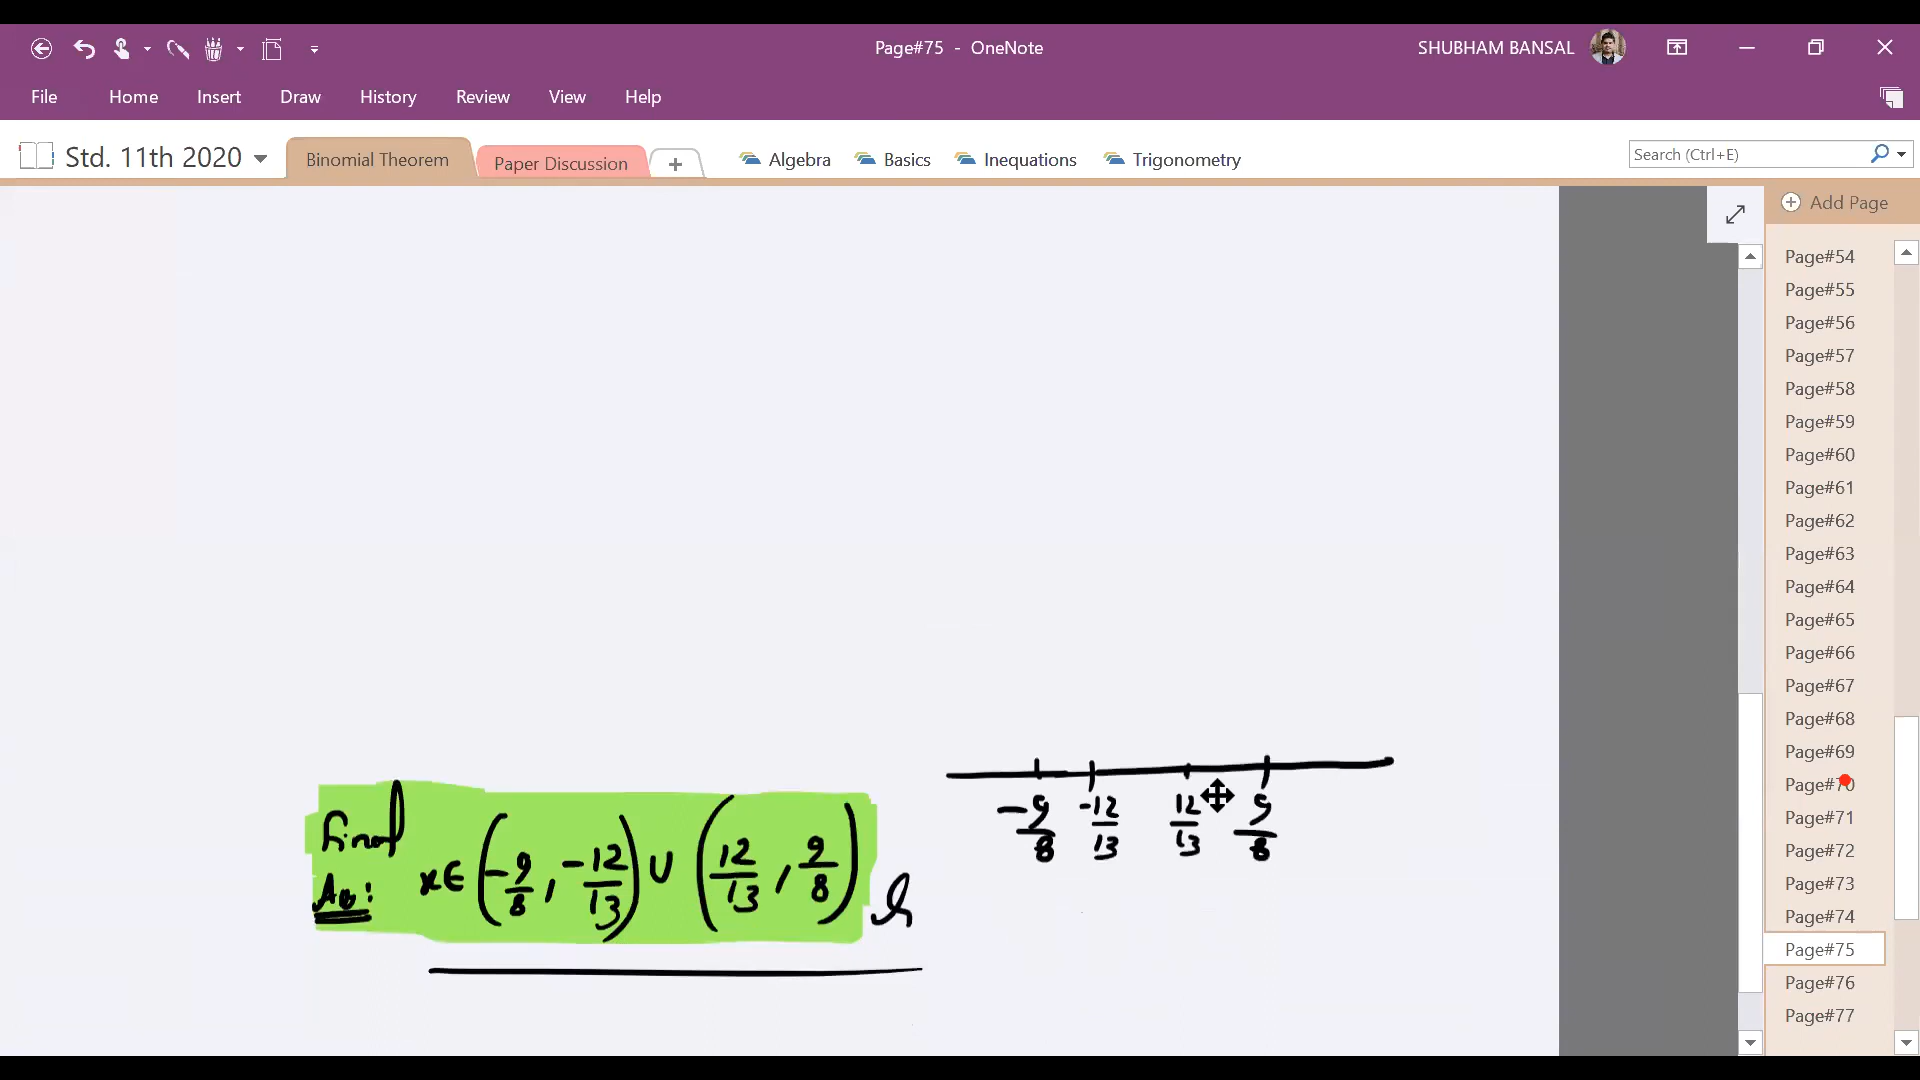 Page#75 - OneNote
SHUBHAM BANSAL
File Home Insert Draw History Review View Help
Std. 11th 2020
Binomial Theorem
Paper Discussion
Algebra
Basics
Inequations
Trigonometry
Search (Ctrl+E)
Add Page
Page#54
Page#55
Page#56
Page#57
Page#58
Page#59
Page#60
Page#61
Page#62
Page#63
Page#64
Page#65
Page#66
Page#67
Page#68
Page#69
Page#70
Page#71
Page#72
Page#73
Page#74
Page#75
Page#76
Page#77
-9/8 -12/13 12/13 9/8
Final
x∈(-9/8, -12/13) ∪ (12/13, 9/8)